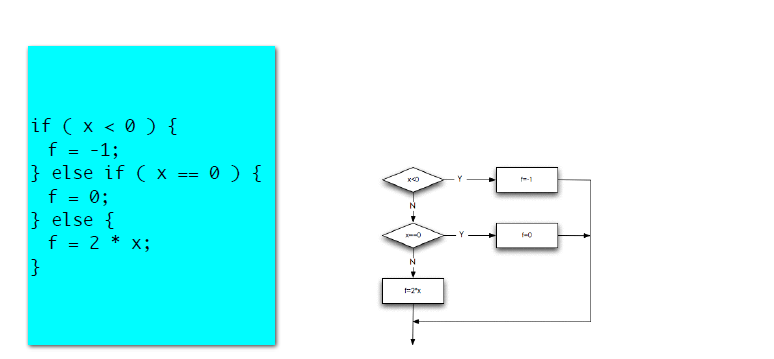 if ( x < 0 ) {
f = -1;
} else if ( x == 0 ) {
f = 0;
} else {
f = 2 * x;
}
x<0
Y
f=-1
N
x==0
Y
f=0
N
f=2*x